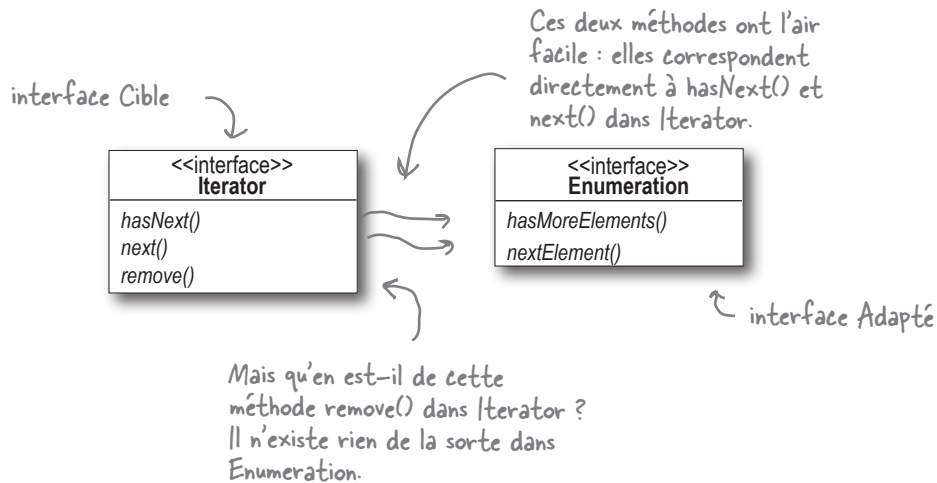 Ces deux méthodes ont l'air
facile : elles correspondent
directement à hasNext() et
next() dans Iterator.
interface Cible
<<interface>>
Iterator
hasNext()
next()
remove()
<<interface>>
Enumeration
hasMoreElements()
nextElement()
interface Adapté
Mais qu'en est-il de cette
méthode remove() dans Iterator ?
Il n'existe rien de la sorte dans
Enumeration.